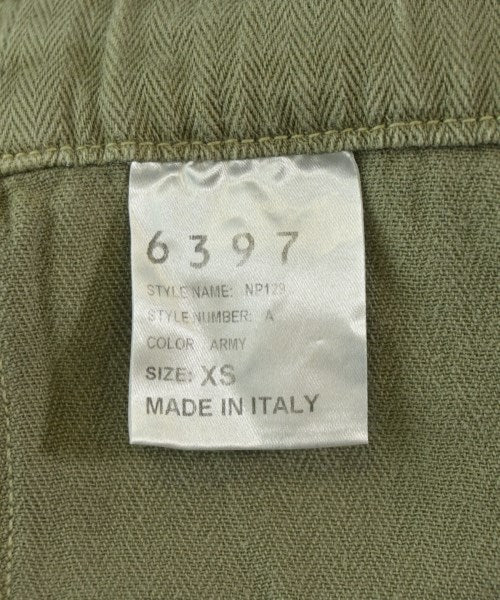 6397
STYLE NAME: NP129
STYLE NUMBER: A
COLOR ARMY
SIZE: XS
MADE IN ITALY